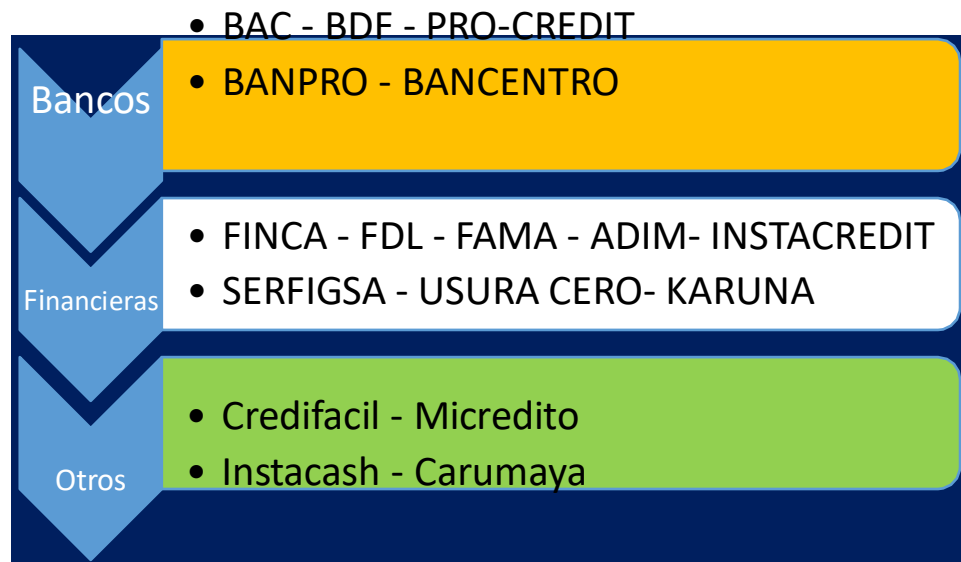 • BAC - BDF - PRO-CREDIT
• BANPRO - BANCENTRO
Bancos
• FINCA - FDL - FAMA - ADIM- INSTACREDIT
• SERFIGSA - USURA CERO- KARUNA
Financieras
• Credifacil - Micredito
• Instacash - Carumaya
Otros